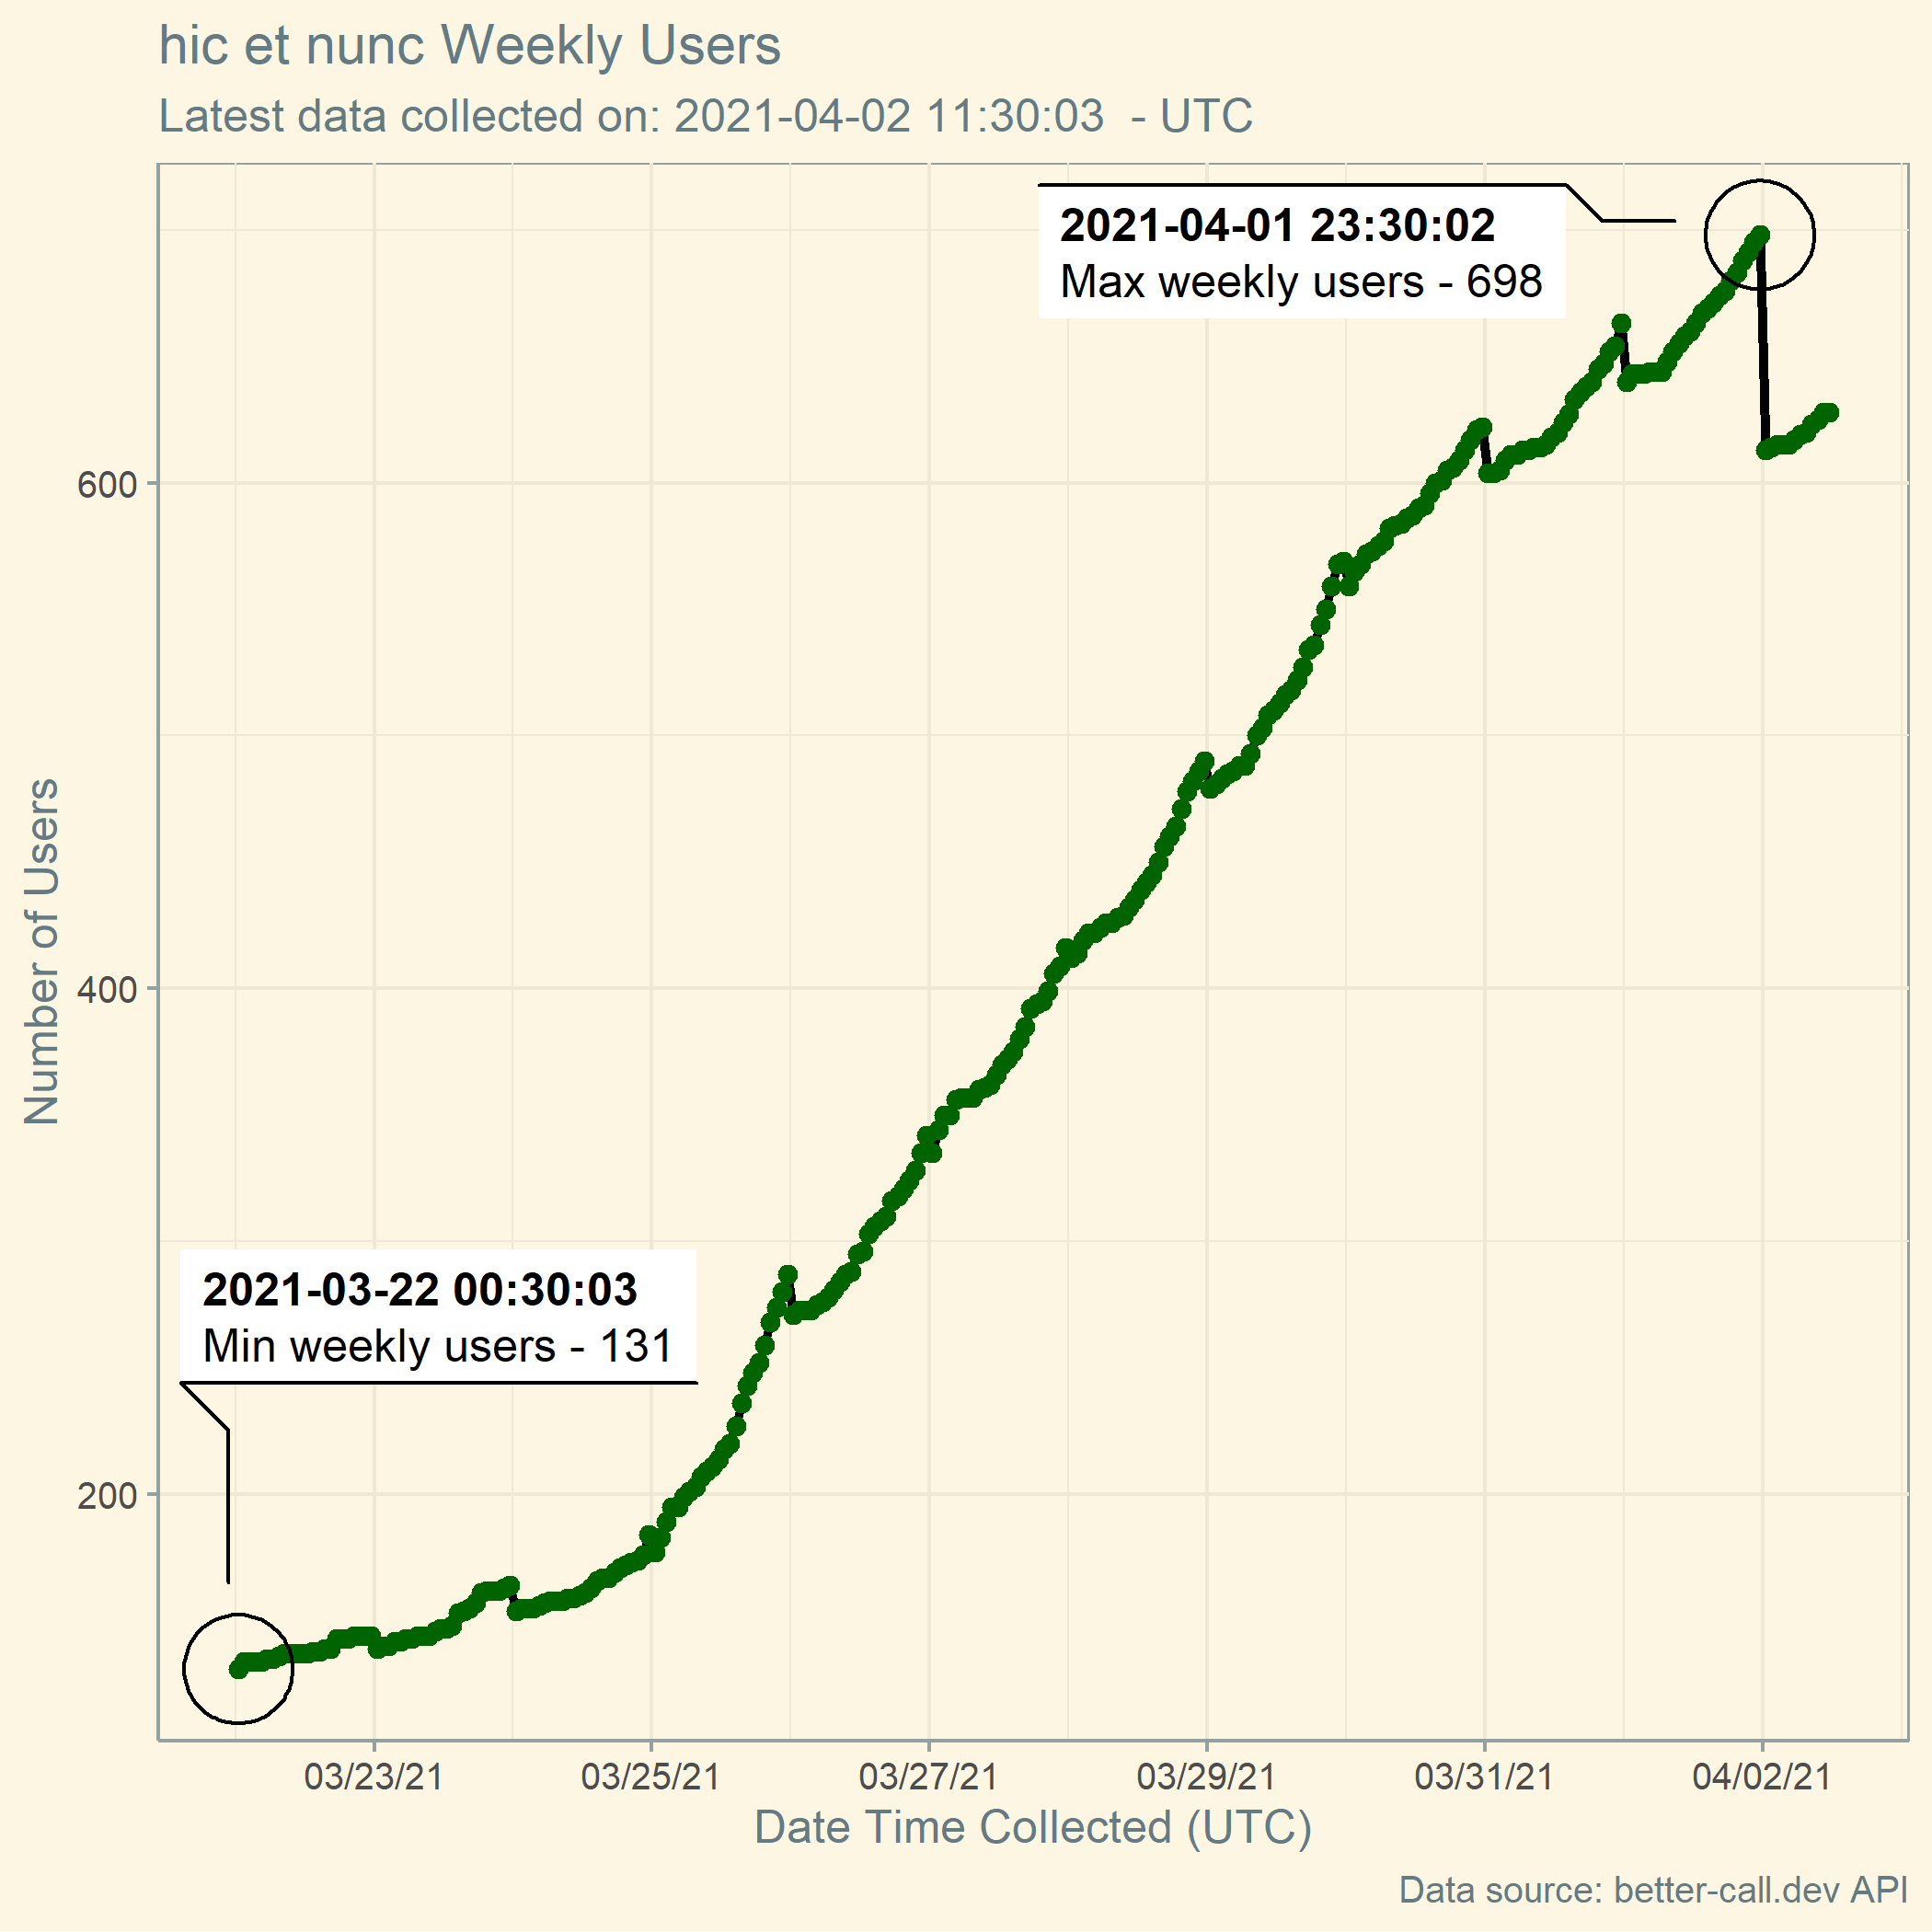 hic et nunc Weekly Users
Latest data collected on: 2021-04-02 11:30:03  - UTC
2021-04-01 23:30:02
Max weekly users - 698
2021-03-22 00:30:03
Min weekly users - 131
Number of Users
600
400
200
03/23/21 03/25/21 03/27/21 03/29/21 03/31/21 04/02/21
Date Time Collected (UTC)
Data source: better-call.dev API